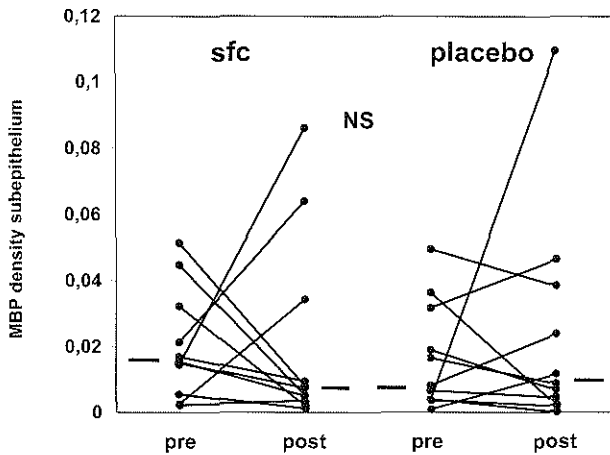 0,12
0,1
0,08
0,06
0,04
0,02
0
MBP density subepithelium
sfc
placebo
NS
pre
post
pre
post